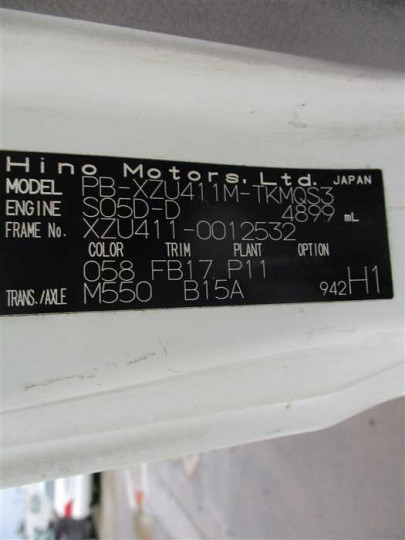 Hino Motors, Ltd. JAPAN
MODEL PB-XZU411M-TKMQS3
ENGINE SO5D-D 4899 mL
FRAME No. XZU411-0012532
COLOR TRIM PLANT OPTION
058 FB17 P11
TRANS./AXLE M550 B15A 942H1